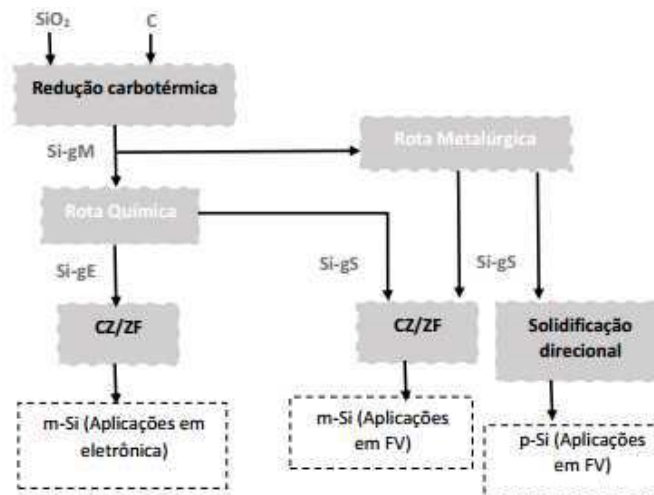 SiO₂
C
Redução carbotérmica
Si-gM
Rota Metalúrgica
Rota Química
Si-gE
Si-gS
Si-gS
CZ/ZF
CZ/ZF
Solidificação
direcional
m-Si (Aplicações em
eletrônica)
m-Si (Aplicações
em FV)
p-Si (Aplicações
em FV)